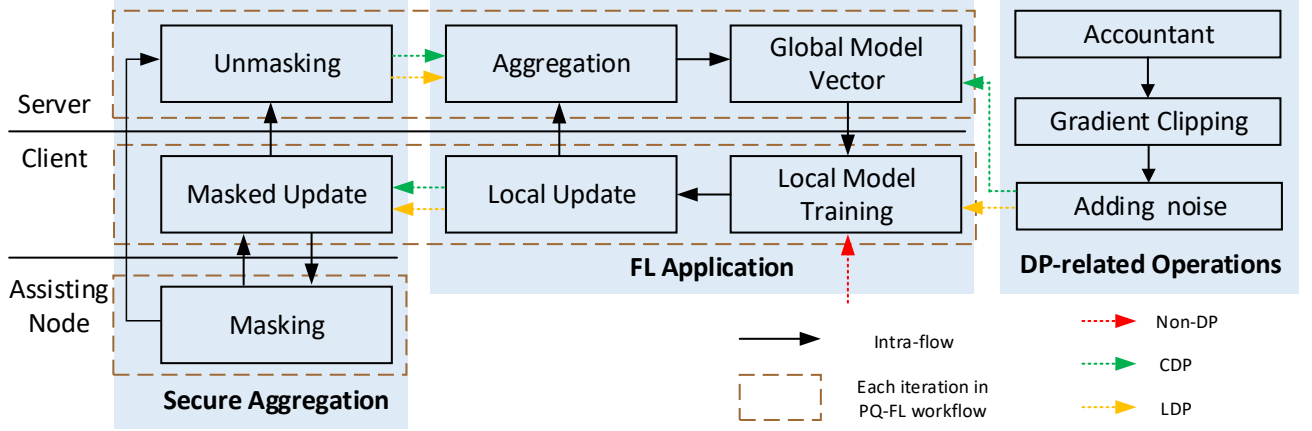 Server
Client
Assisting
Node
Unmasking
Masked Update
Masking
Secure Aggregation
Aggregation
Global Model
Vector
Local Update
Local Model
Training
FL Application
Accountant
Gradient Clipping
Adding noise
DP-related Operations
Intra-flow
Each iteration in
PQ-FL workflow
Non-DP
CDP
LDP